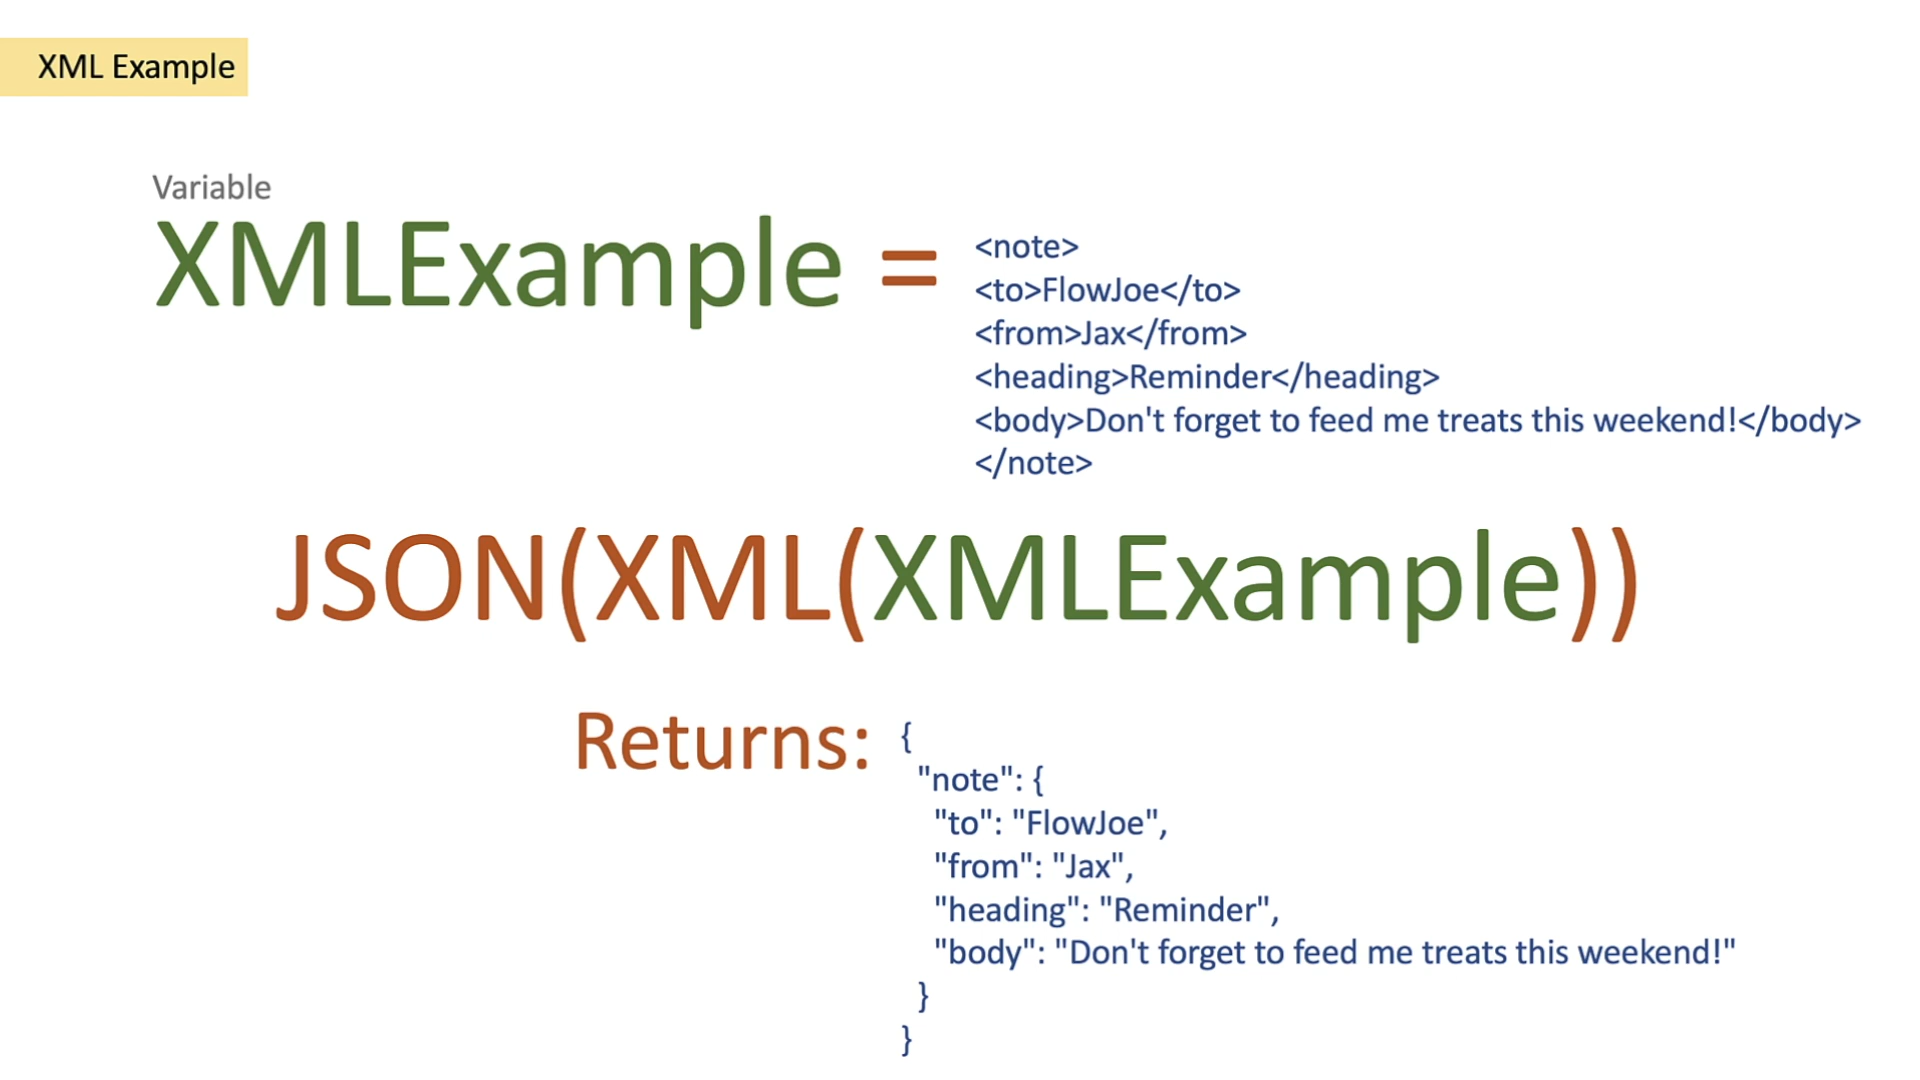 XML Example
Variable
XMLExample =
<note>
<to>FlowJoe</to>
<from>Jax</from>
<heading>Reminder</heading>
<body>Don't forget to feed me treats this weekend!</body>
</note>
JSON(XML(XMLExample))
Returns:
{
"note": {
"to": "FlowJoe",
"from": "Jax",
"heading": "Reminder",
"body": "Don't forget to feed me treats this weekend!"
}
}